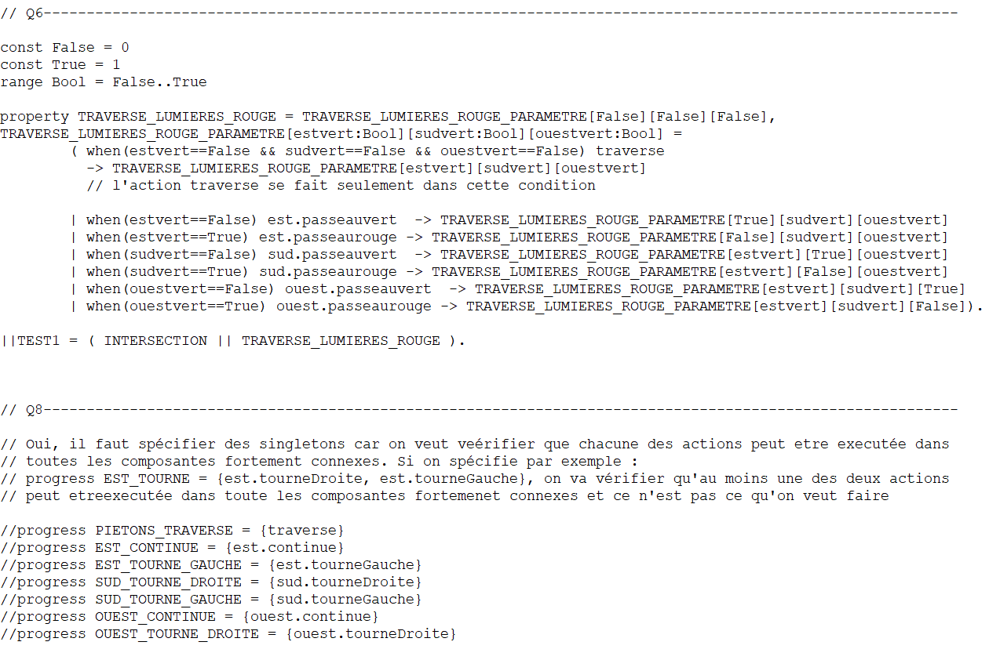 // Q6----------------------------------------------------------------------------------------------------------
const False = 0
const True = 1
range Bool = False..True
property TRAVERSE_LUMIERES_ROUGE = TRAVERSE_LUMIERES_ROUGE_PARAMETRE[False][False][False],
TRAVERSE_LUMIERES_ROUGE_PARAMETRE[estvert:Bool][sudvert:Bool][ouestvert:Bool] =
( when(estvert==False && sudvert==False && ouestvert==False) traverse
-> TRAVERSE_LUMIERES_ROUGE_PARAMETRE[estvert][sudvert][ouestvert]
// l'action traverse se fait seulement dans cette condition
| when(estvert==False) est.passeauvert  -> TRAVERSE_LUMIERES_ROUGE_PARAMETRE[True][sudvert][ouestvert]
| when(estvert==True) est.passeaurouge -> TRAVERSE_LUMIERES_ROUGE_PARAMETRE[False][sudvert][ouestvert]
| when(sudvert==False) sud.passeauvert  -> TRAVERSE_LUMIERES_ROUGE_PARAMETRE[estvert][True][ouestvert]
| when(sudvert==True) sud.passeaurouge -> TRAVERSE_LUMIERES_ROUGE_PARAMETRE[estvert][False][ouestvert]
| when(ouestvert==False) ouest.passeauvert  -> TRAVERSE_LUMIERES_ROUGE_PARAMETRE[estvert][sudvert][True]
| when(ouestvert==True) ouest.passeaurouge -> TRAVERSE_LUMIERES_ROUGE_PARAMETRE[estvert][sudvert][False]).
||TEST1 = ( INTERSECTION || TRAVERSE_LUMIERES_ROUGE ).
// Q8----------------------------------------------------------------------------------------------------------
// Oui, il faut spécifier des singletons car on veut veérifier que chacune des actions peut etre executée dans
// toutes les composantes fortement connexes. Si on spécifie par exemple :
// progress EST_TOURNE = {est.tourneDroite, est.tourneGauche}, on va vérifier qu'au moins une des deux actions
// peut etreexecutée dans toute les composantes fortemenet connexes et ce n'est pas ce qu'on veut faire
//progress PIETONS_TRAVERSE = {traverse}
//progress EST_CONTINUE = {est.continue}
//progress EST_TOURNE_GAUCHE = {est.tourneGauche}
//progress SUD_TOURNE_DROITE = {sud.tourneDroite}
//progress SUD_TOURNE_GAUCHE = {sud.tourneGauche}
//progress OUEST_CONTINUE = {ouest.continue}
//progress OUEST_TOURNE_DROITE = {ouest.tourneDroite}